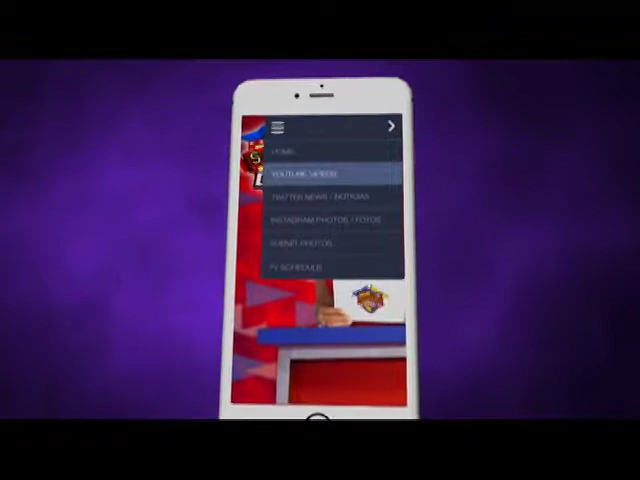 HOME
YOUTUBE VIDEOS
TWITTER NEWS / NOTICIAS
INSTAGRAM PHOTOS / FOTOS
SUBMIT PHOTOS
TV SCHEDULE